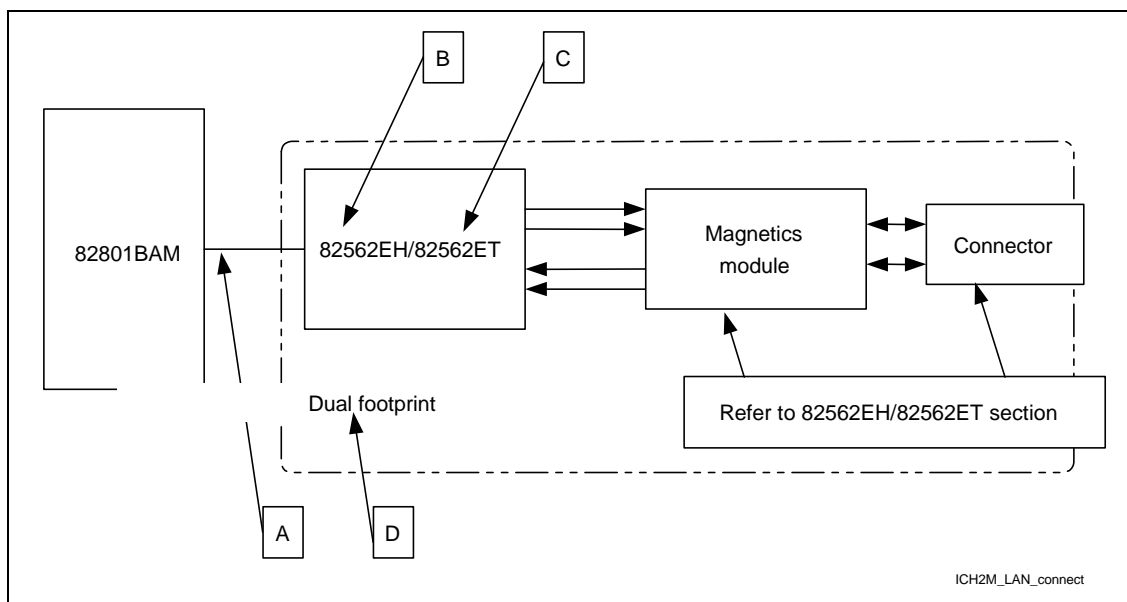 B
C
82801BAM
82562EH/82562ET
Magnetics
module
Connector
Dual footprint
Refer to 82562EH/82562ET section
A
D
ICH2M_LAN_connect